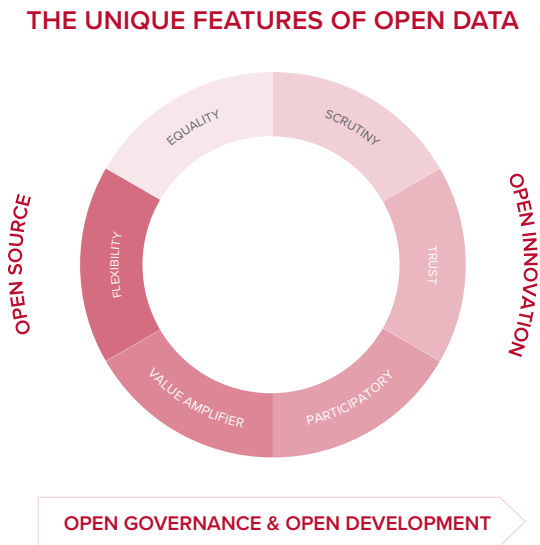 THE UNIQUE FEATURES OF OPEN DATA
EQUALITY
SCRUTINY
OPEN SOURCE
FLEXIBILITY
TRUST
OPEN INNOVATION
VALUE AMPLIFIER
PARTICIPATORY
OPEN GOVERNANCE & OPEN DEVELOPMENT